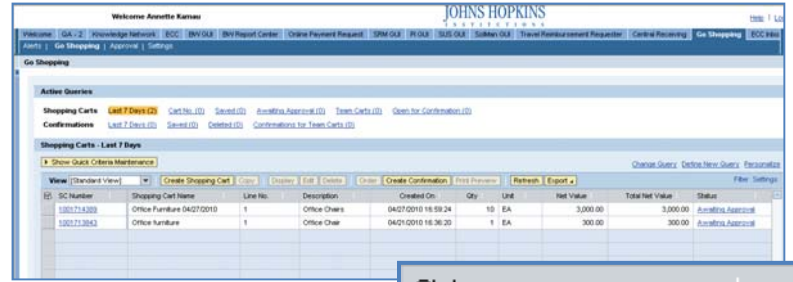 Welcome Annette Kamau
JOHNS HOPKINS
INSTITUTIONS
Help | Lo
Welcome GA - 2 Knowledge Network ECC BW GUI BW Report Center Online Payment Request SRM GUI PI GUI SUS GUI SolMan GUI Travel Reimbursement Requester Central Receiving Go Shopping ECC Inbo
Alerts | Go Shopping | Approval | Settings
Go Shopping
Active Queries
Shopping Carts Last 7 Days (2) Cart No. (0) Saved (0) Awaiting Approval (0) Team Carts (0) Open for Confirmation (0)
Confirmations Last 7 Days (0) Saved (0) Deleted (0) Confirmations for Team Carts (0)
Shopping Carts - Last 7 Days
Show Quick Criteria Maintenance Change Query Define New Query Personalize
View [Standard View] Create Shopping Cart Copy Display Edit Delete Order Create Confirmation Print Preview Refresh Export Filter Settings
SC Number Shopping Cart Name Line No. Description Created On Qty Unit Net Value Total Net Value Status
1001714389 Office Furniture 04/27/2010 1 Office Chairs 04/27/2010 16:59:24 10 EA 3,000.00 3,000.00 Awaiting Approval
1001713843 Office furniture 1 Office Chair 04/21/2010 16:36:20 1 EA 300.00 300.00 Awaiting Approval